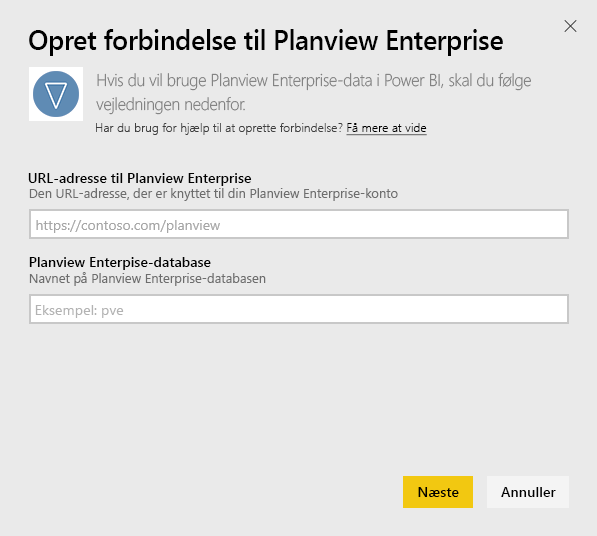 Opret forbindelse til Planview Enterprise
Hvis du vil bruge Planview Enterprise-data i Power BI, skal du følge
vejledningen nedenfor.
Har du brug for hjælp til at oprette forbindelse? Få mere at vide
URL-adresse til Planview Enterprise
Den URL-adresse, der er knyttet til din Planview Enterprise-konto
https://contoso.com/planview
Planview Enterpise-database
Navnet på Planview Enterprise-databasen
Eksempel: pve
Næste
Annuller